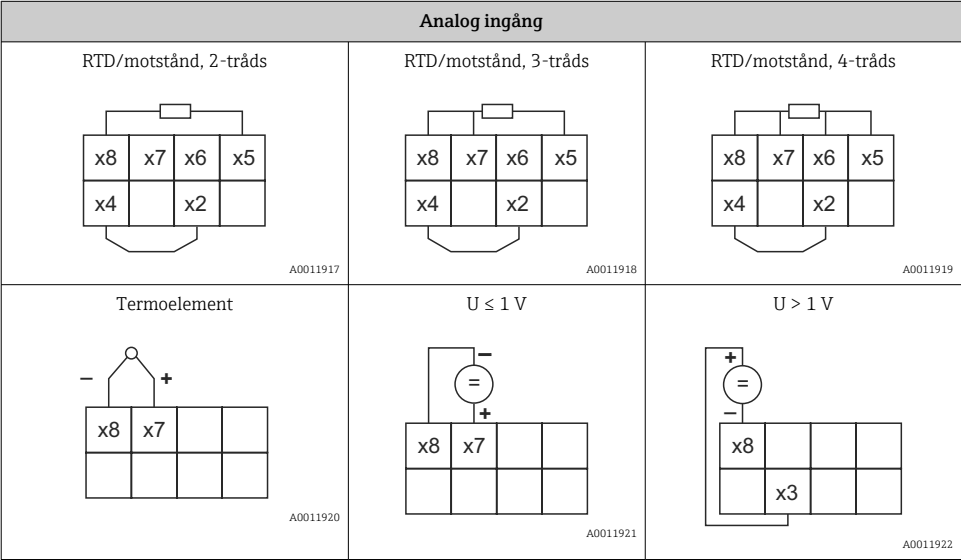 Analog ingång
RTD/motstånd, 2-tråds
x8 x7 x6 x5
x4 x2
A0011917
RTD/motstånd, 3-tråds
x8 x7 x6 x5
x4 x2
A0011918
RTD/motstånd, 4-tråds
x8 x7 x6 x5
x4 x2
A0011919
Termoelement
– +
x8 x7
A0011920
U ≤ 1 V
–
=
+
x8 x7
A0011921
U > 1 V
+
=
–
x8
x3
A0011922